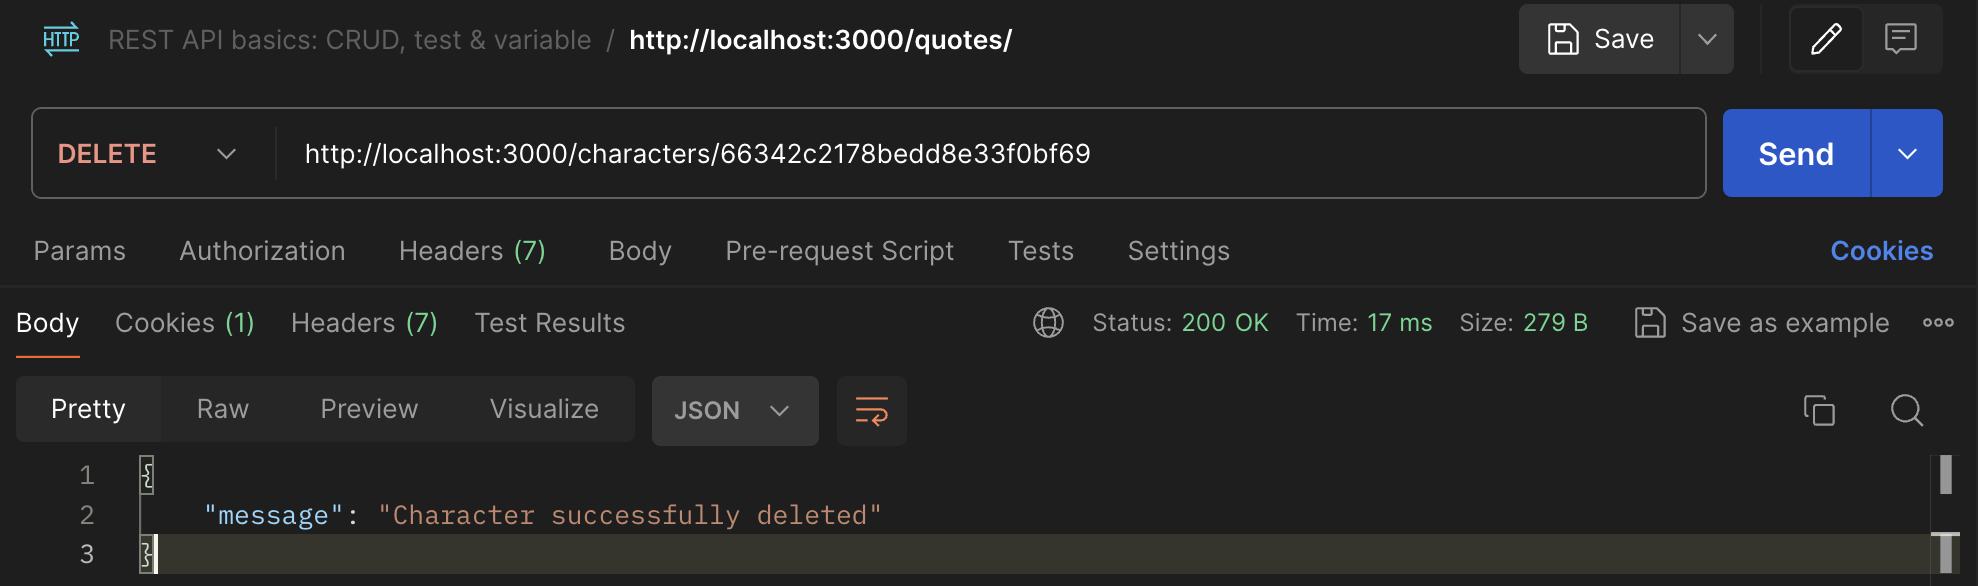 HTTP REST API basics: CRUD, test & variable / http://localhost:3000/quotes/ Save
DELETE http://localhost:3000/characters/66342c2178bedd8e33f0bf69 Send
Params Authorization Headers (7) Body Pre-request Script Tests Settings Cookies
Body Cookies (1) Headers (7) Test Results Status: 200 OK Time: 17 ms Size: 279 B Save as example
Pretty Raw Preview Visualize JSON
1 {
2 "message": "Character successfully deleted"
3 }